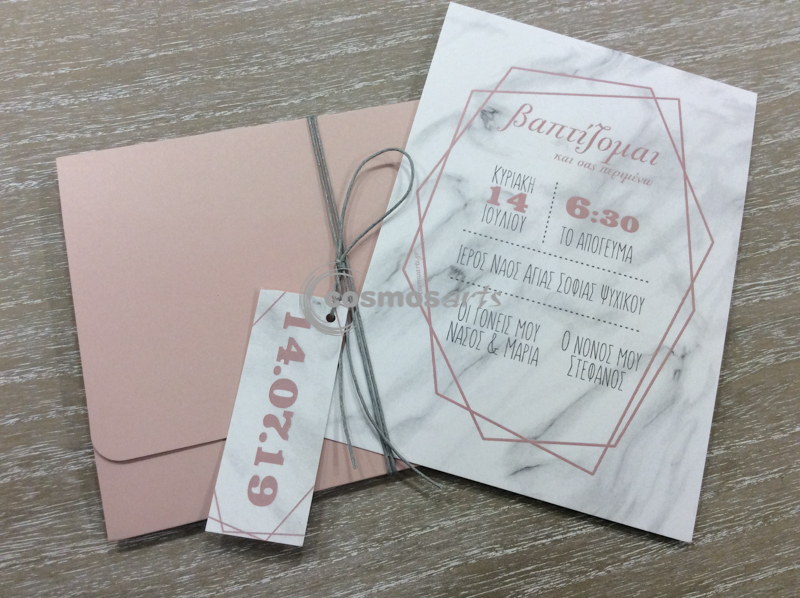 βαπτίζομαι
και σας περιμένω
ΚΥΡΙΑΚΗ
14
ΙΟΥΛΙΟΥ
6:30
ΤΟ ΑΠΟΓΕΥΜΑ
ΙΕΡΟΣ ΝΑΟΣ ΑΓΙΑΣ ΣΟΦΙΑΣ ΨΥΧΙΚΟΥ
ΟΙ ΓΟΝΕΙΣ ΜΟΥ
ΝΑΣΟΣ & ΜΑΡΙΑ
Ο ΝΟΝΟΣ ΜΟΥ
ΣΤΕΦΑΝΟΣ
14.07.19
cosmosarts